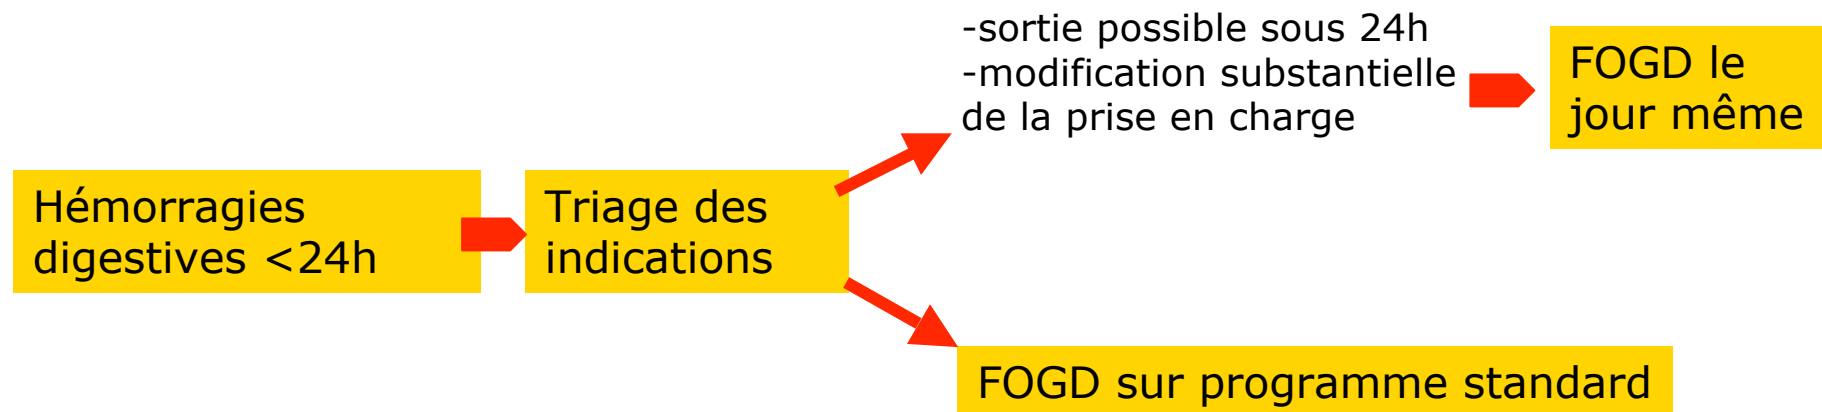 -sortie possible sous 24h
-modification substantielle
de la prise en charge
FOGD le
jour même
Hémorragies
digestives <24h
Triage des
indications
FOGD sur programme standard